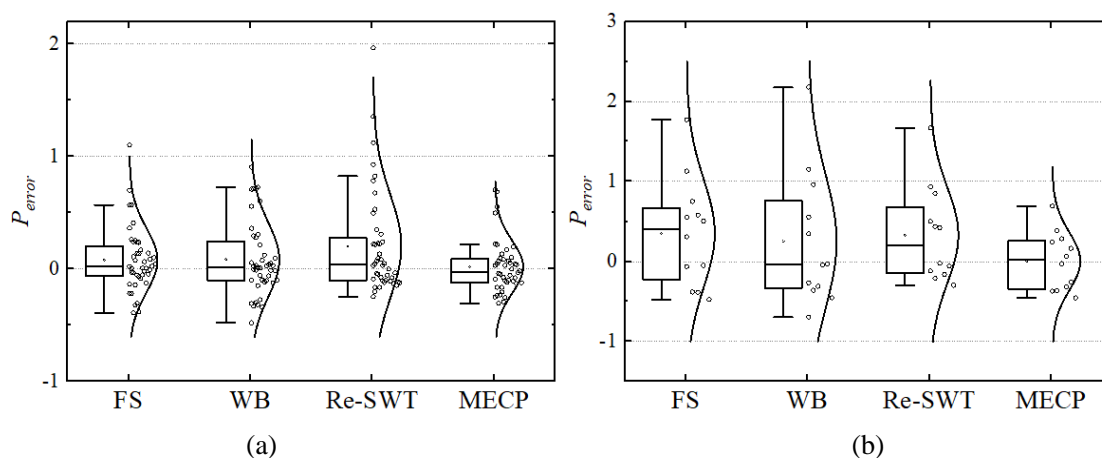 2
1
0
-1
P_error
FS WB Re-SWT MECP
(a)
3
2
1
0
-1
P_error
FS WB Re-SWT MECP
(b)